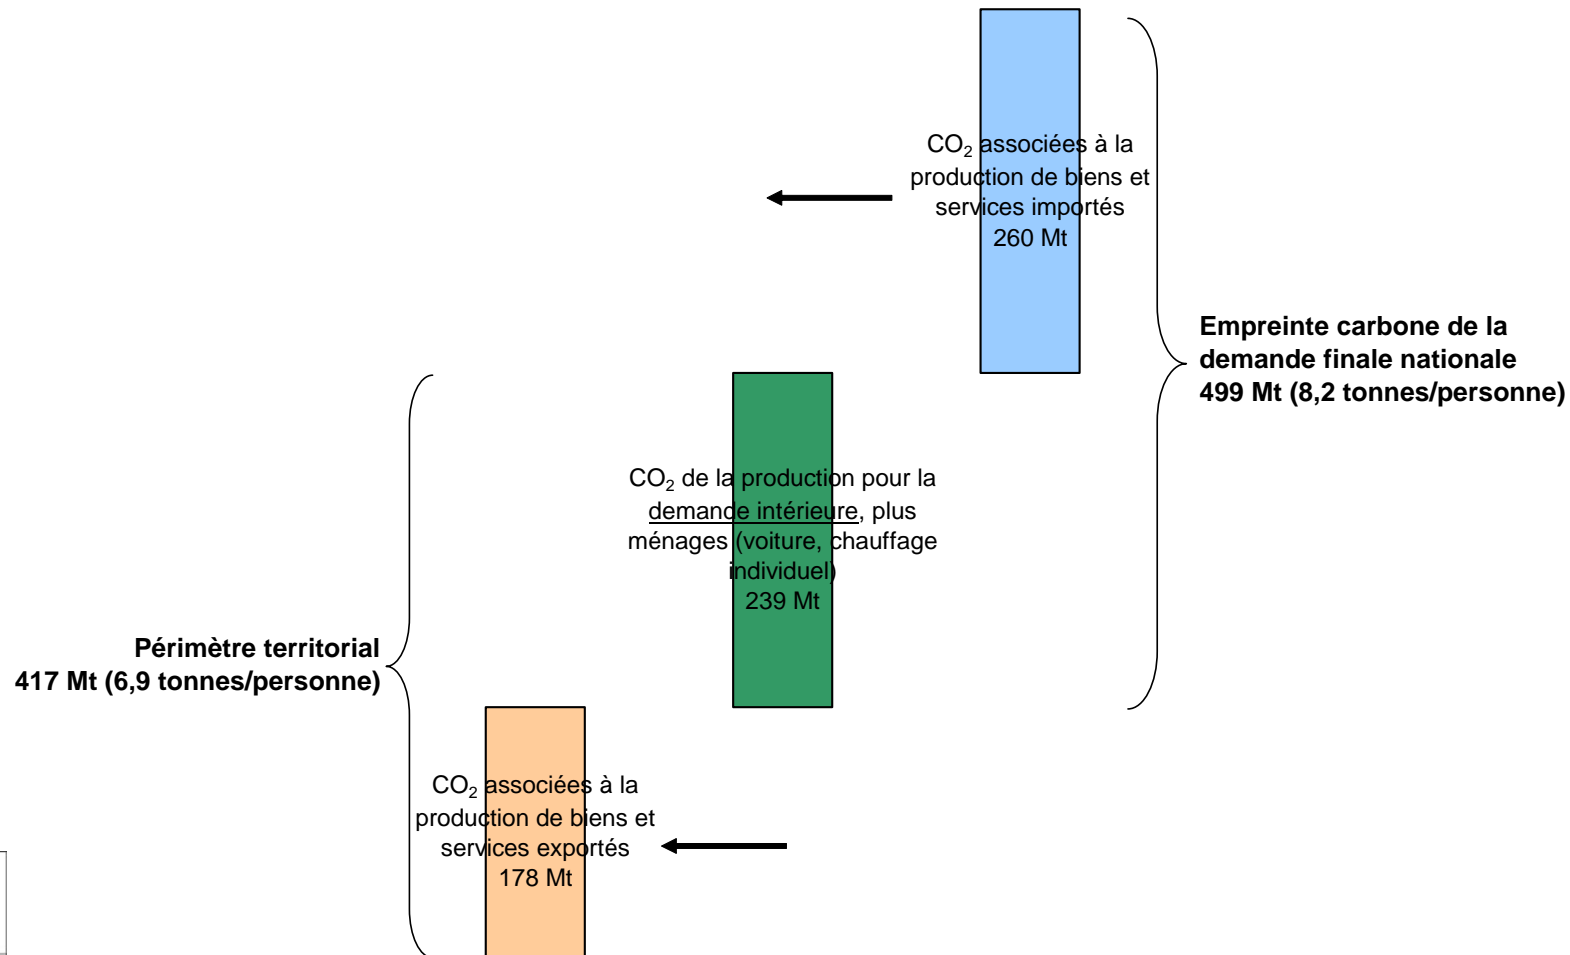 CO₂ associées à la
production de biens et
services importés
260 Mt
Empreinte carbone de la
demande finale nationale
499 Mt (8,2 tonnes/personne)
CO₂ de la production pour la
demande intérieure, plus
ménages (voiture, chauffage
individuel)
239 Mt
Périmètre territorial
417 Mt (6,9 tonnes/personne)
CO₂ associées à la
production de biens et
services exportés
178 Mt